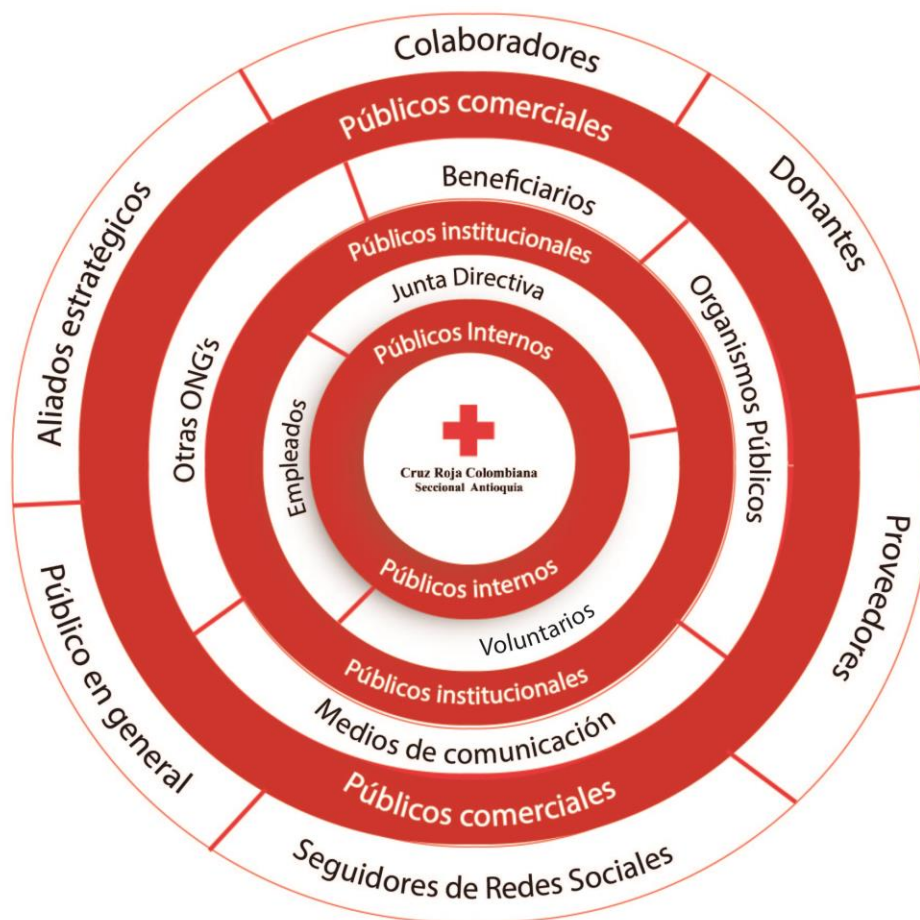 Colaboradores
Públicos comerciales
Donantes
Aliados estratégicos
Beneficiarios
Públicos institucionales
Organismos Públicos
Otras ONG's
Junta Directiva
Públicos Internos
Empleados
Cruz Roja Colombiana
Seccional Antioquia
Públicos internos
Voluntarios
Públicos institucionales
Medios de comunicación
Públicos comerciales
Proveedores
Público en general
Seguidores de Redes Sociales